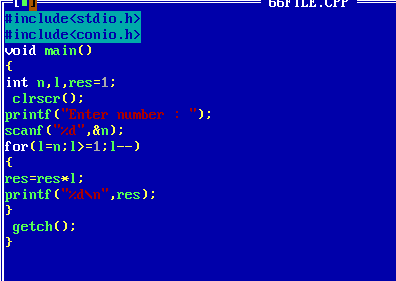 66FILE.CPP
#include<stdio.h>
#include<conio.h>
void main()
{
int n,l,res=1;
 clrscr();
printf("Enter number : ");
scanf("%d",&n);
for(l=n;l>=1;l--)
{
res=res*l;
printf("%d\n",res);
}
 getch();
}